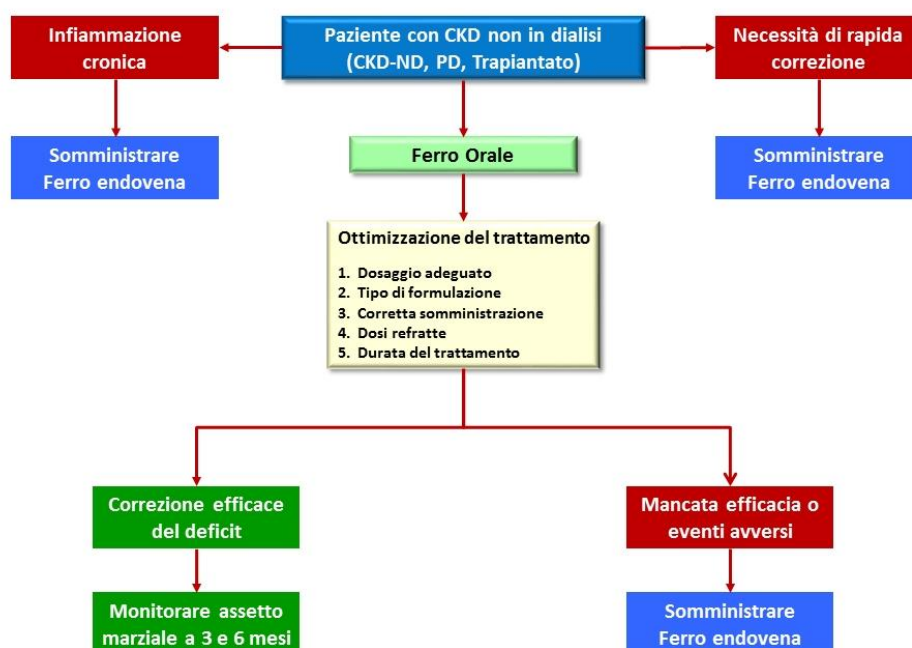 Infiammazione
cronica
Paziente con CKD non in dialisi
(CKD-ND, PD, Trapiantato)
Necessità di rapida
correzione
Somministrare
Ferro endovena
Ferro Orale
Somministrare
Ferro endovena
Ottimizzazione del trattamento
1. Dosaggio adeguato
2. Tipo di formulazione
3. Corretta somministrazione
4. Dosi refratte
5. Durata del trattamento
Correzione efficace
del deficit
Mancata efficacia o
eventi avversi
Monitorare assetto
marziale a 3 e 6 mesi
Somministrare
Ferro endovena